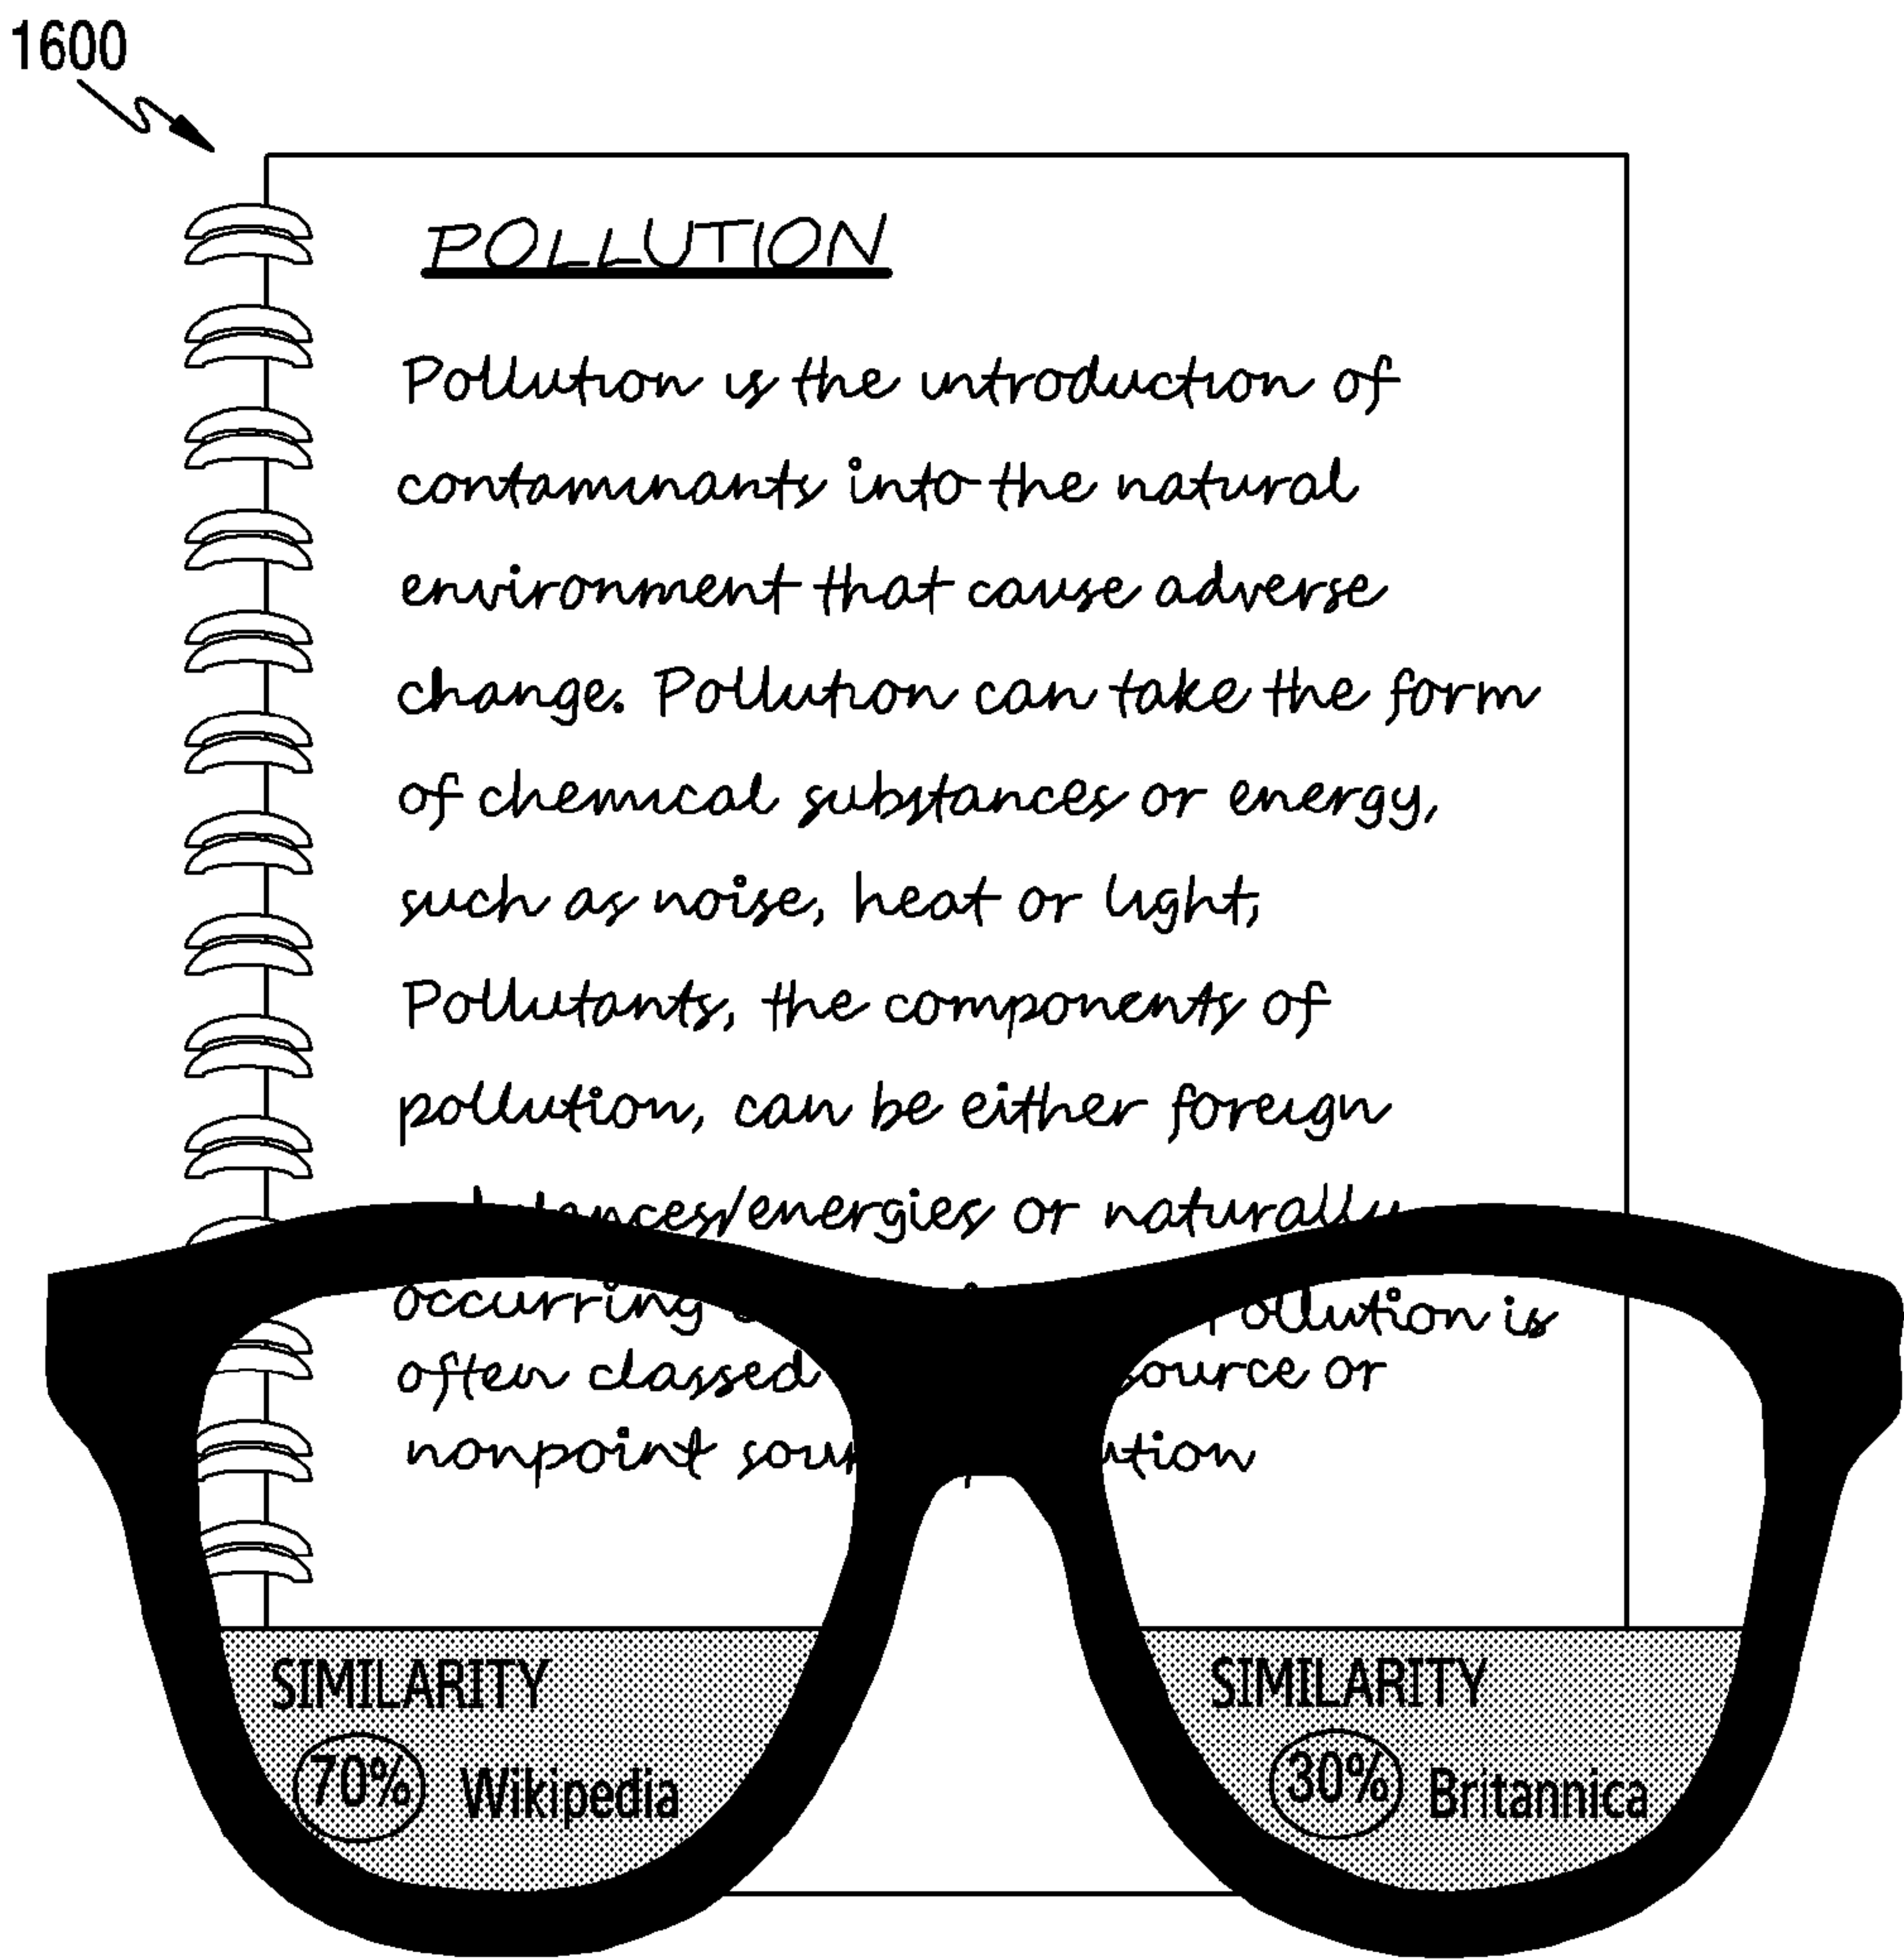 1600
POLLUTION
Pollution is the introduction of
contaminants into the natural
environment that cause adverse
change. Pollution can take the form
of chemical substances or energy,
such as noise, heat or light,
Pollutants, the components of
pollution, can be either foreign
energies or naturally
occurring ollution is
often classed source or
nonpoint
SIMILARITY SIMILARITY
70% Wikipedia 30% Britannica